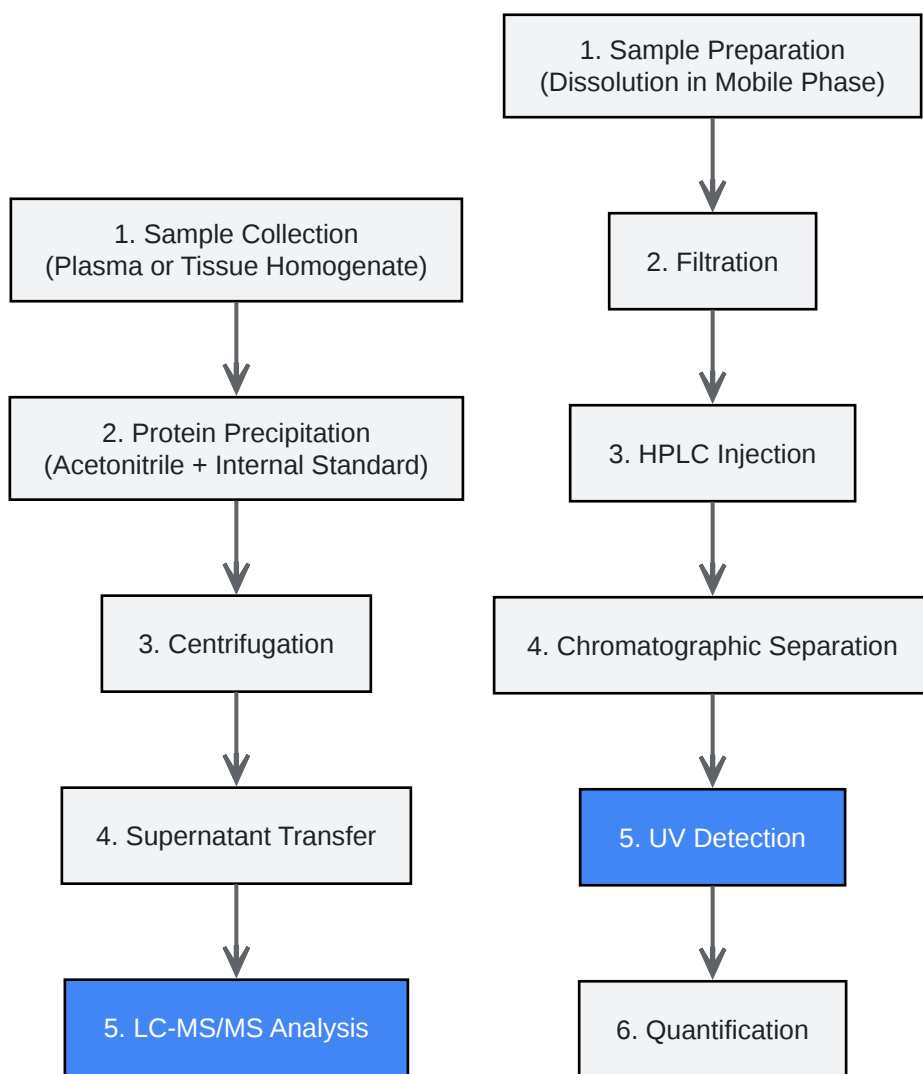 1. Sample Collection
(Plasma or Tissue Homogenate)
2. Protein Precipitation
(Acetonitrile + Internal Standard)
3. Centrifugation
4. Supernatant Transfer
5. LC-MS/MS Analysis
1. Sample Preparation
(Dissolution in Mobile Phase)
2. Filtration
3. HPLC Injection
4. Chromatographic Separation
5. UV Detection
6. Quantification